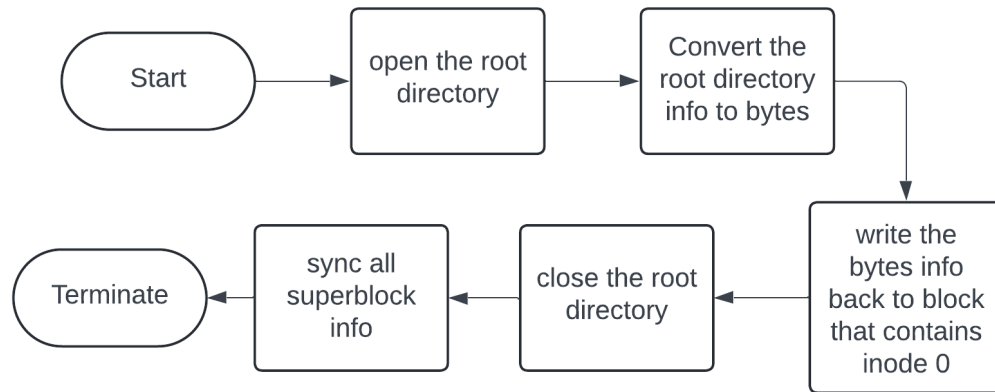 Start
open the root
directory
Convert the
root directory
info to bytes
write the
bytes info
back to block
that contains
inode 0
close the root
directory
sync all
superblock
info
Terminate